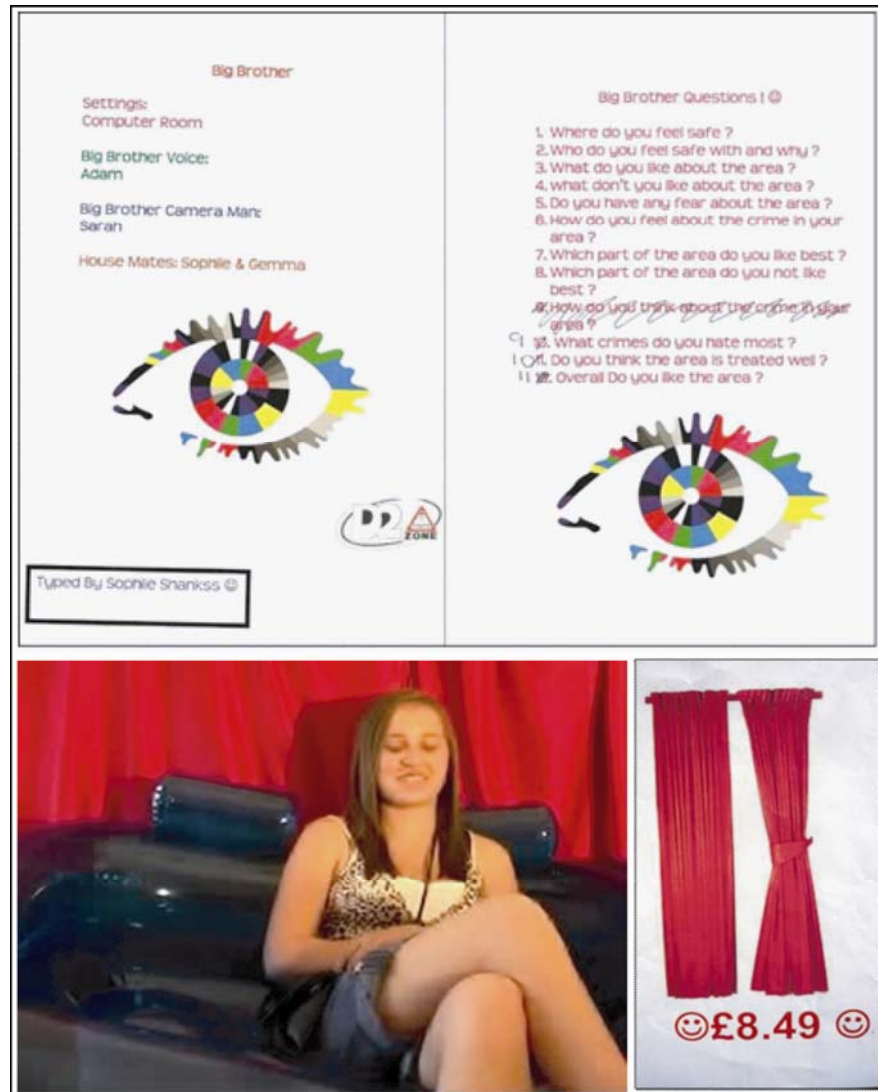 Big Brother
Settings:
Computer Room
Big Brother Voice:
Adam
Big Brother Camera Man:
Sarah
House Mates: Sophiie & Gemma
D2
ZONE
Typed By Sophiie Shankss ☺
Big Brother Questions ! ☺
1. Where do you feel safe ?
2. Who do you feel safe with and why ?
3. What do you like about the area ?
4. what don't you like about the area ?
5. Do you have any fear about the area ?
6. How do you feel about the crime in your
area ?
7. Which part of the area do you like best ?
8. Which part of the area do you not like
best ?
9. How do you think about the crime in your
area ?
9 What crimes do you hate most ?
10 Do you think the area is treated well ?
11 Overall Do you like the area ?
☺£8.49 ☺